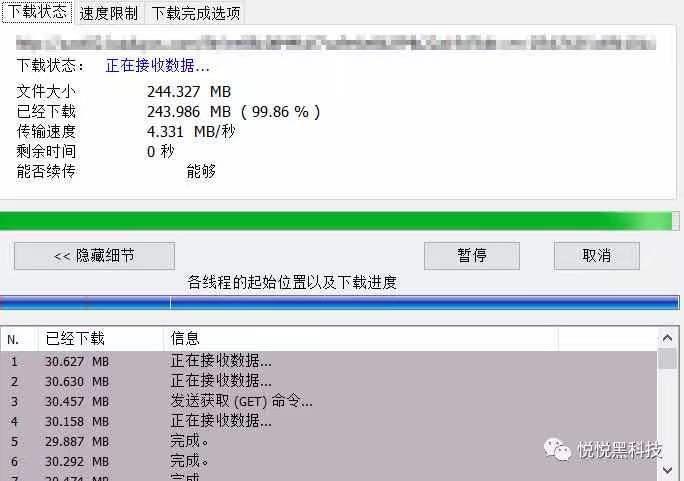 下载状态 速度限制 下载完成选项
下载状态： 正在接收数据...
文件大小 244.327 MB
已经下载 243.986 MB ( 99.86 % )
传输速度 4.331 MB/秒
剩余时间 0 秒
能否续传 能够
<< 隐藏细节 暂停 取消
各线程的起始位置以及下载进度
N. 已经下载 信息
1 30.627 MB 正在接收数据...
2 30.630 MB 正在接收数据...
3 30.457 MB 发送获取 (GET) 命令...
4 30.158 MB 正在接收数据...
5 29.887 MB 完成。
6 30.292 MB 完成。
7 30.474 MB 完成
悦悦黑科技